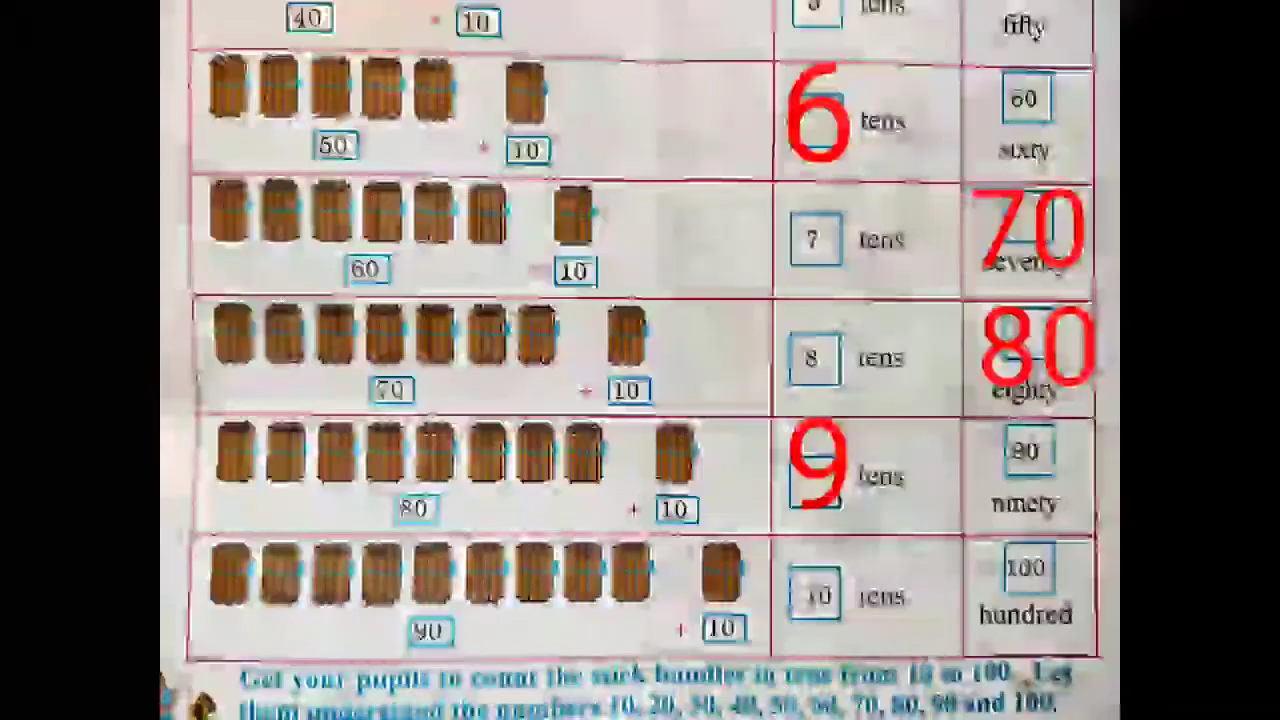 40 + 10 5 tens
fifty
60
50 + 10 6 tens
sixty
70
60 10 7 tens
seventy
80
70 + 10 8 tens
eighty
90
80 + 10 9 tens
ninety
100
90 + 10 10 tens
hundred
Get your pupils to count the stick bundles in tens from 10 to 100. Let
them understand the numbers 10, 20, 30, 40, 50, 60, 70, 80, 90 and 100.